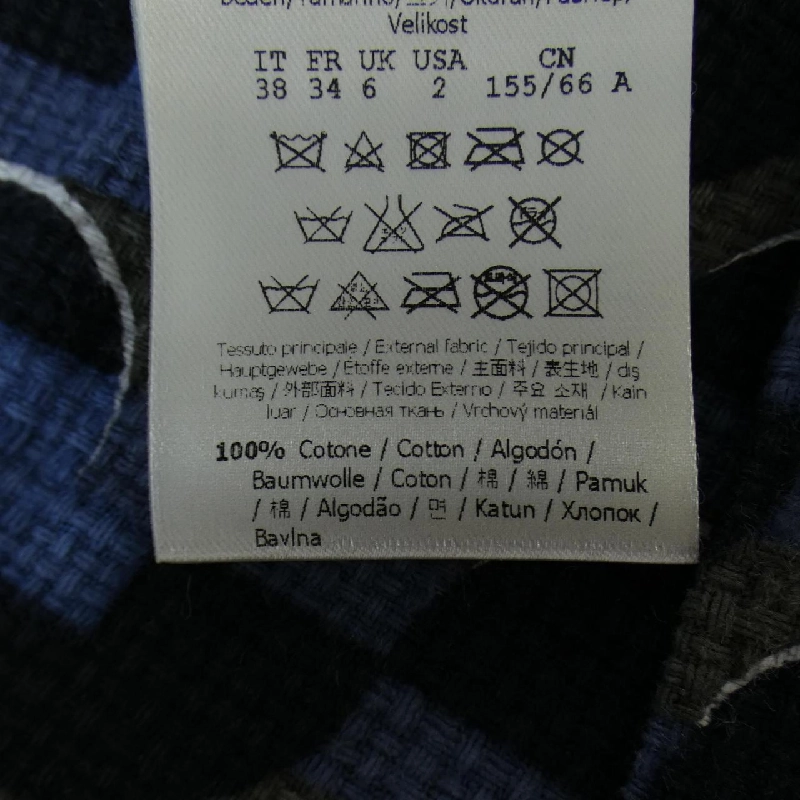 Velikost
IT FR UK USA CN
38 34 6 2 155/66 A
Tessuto principale / External fabric / Tejido principal /
Hauptgewebe / Étoffe externe / 主面料 / 表生地 / dış
kumaş / 外部面料 / Tecido Externo / 주요 소재 / Kain
luar / Основная ткань / Vrchový materiál
100% Cotone / Cotton / Algodón /
Baumwolle / Coton / 棉 / 綿 / Pamuk
/ 棉 / Algodão / 면 / Katun / Хлопок /
Bavlna